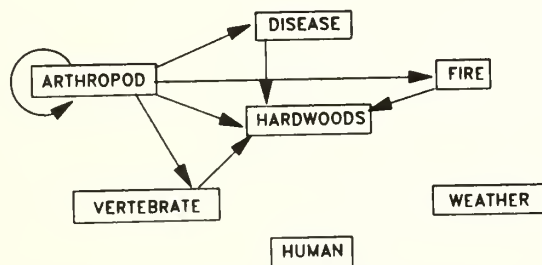 DISEASE
ARTHROPOD
FIRE
HARDWOODS
VERTEBRATE
WEATHER
HUMAN